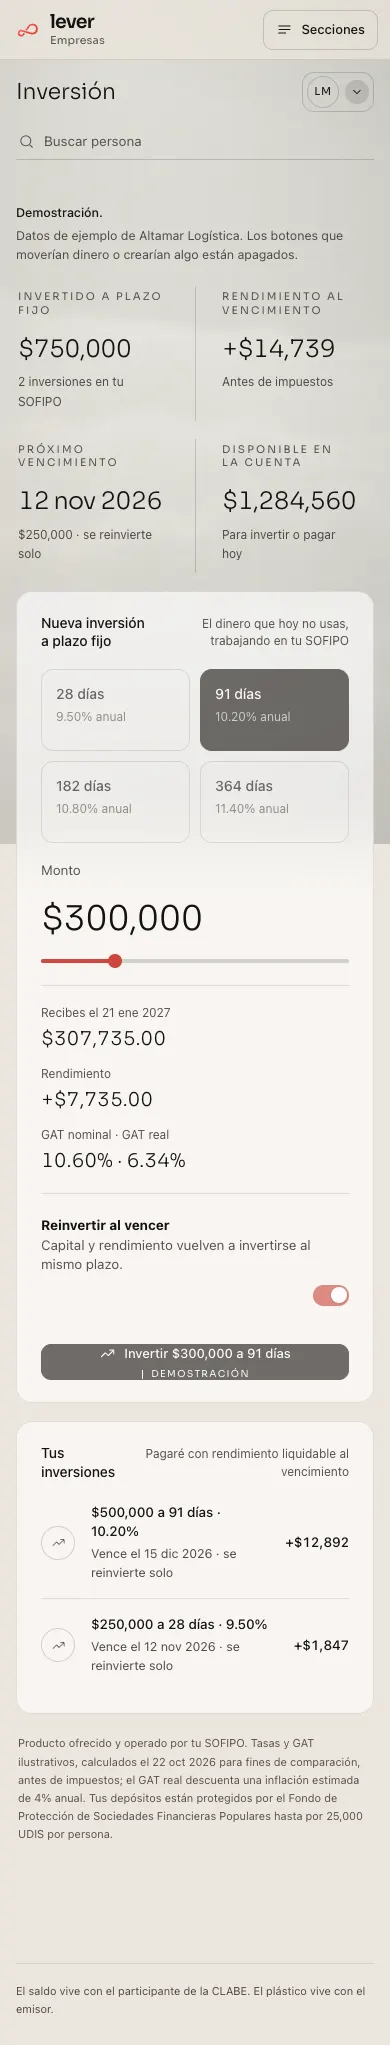 lever
Empresas
Secciones
Inversión
LM
Buscar persona
Demostración.
Datos de ejemplo de Altamar Logística. Los botones que
moverían dinero o crearían algo están apagados.
INVERTIDO A PLAZO
FIJO
$750,000
2 inversiones en tu
SOFIPO
RENDIMIENTO AL
VENCIMIENTO
+$14,739
Antes de impuestos
PRÓXIMO
VENCIMIENTO
12 nov 2026
$250,000 · se reinvierte
solo
DISPONIBLE EN
LA CUENTA
$1,284,560
Para invertir o pagar
hoy
Nueva inversión
a plazo fijo
El dinero que hoy no usas,
trabajando en tu SOFIPO
28 días
9.50% anual
91 días
10.20% anual
182 días
10.80% anual
364 días
11.40% anual
Monto
$300,000
Recibes el 21 ene 2027
$307,735.00
Rendimiento
+$7,735.00
GAT nominal · GAT real
10.60% · 6.34%
Reinvertir al vencer
Capital y rendimiento vuelven a invertirse al
mismo plazo.
Invertir $300,000 a 91 días
| DEMOSTRACIÓN
Tus
inversiones
Pagaré con rendimiento liquidable al
vencimiento
$500,000 a 91 días ·
10.20%
Vence el 15 dic 2026 · se
reinvierte solo
+$12,892
$250,000 a 28 días · 9.50%
Vence el 12 nov 2026 · se
reinvierte solo
+$1,847
Producto ofrecido y operado por tu SOFIPO. Tasas y GAT
ilustrativos, calculados el 22 oct 2026 para fines de comparación,
antes de impuestos; el GAT real descuenta una inflación estimada
de 4% anual. Tus depósitos están protegidos por el Fondo de
Protección de Sociedades Financieras Populares hasta por 25,000
UDIS por persona.
El saldo vive con el participante de la CLABE. El plástico vive con el
emisor.